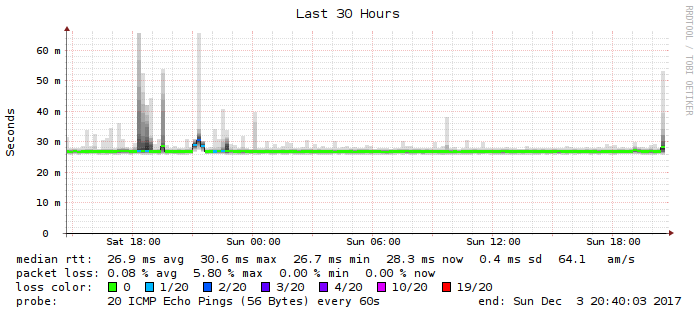 Last 30 Hours
RRDTOOL / TOBI OETIKER
Seconds
60 m
50 m
40 m
30 m
20 m
10 m
0
Sat 18:00 Sun 00:00 Sun 06:00 Sun 12:00 Sun 18:00
median rtt: 26.9 ms avg 30.6 ms max 26.7 ms min 28.3 ms now 0.4 ms sd 64.1 am/s
packet loss: 0.08 % avg 5.80 % max 0.00 % min 0.00 % now
loss color: 0 1/20 2/20 3/20 4/20 10/20 19/20
probe: 20 ICMP Echo Pings (56 Bytes) every 60s end: Sun Dec 3 20:40:03 2017